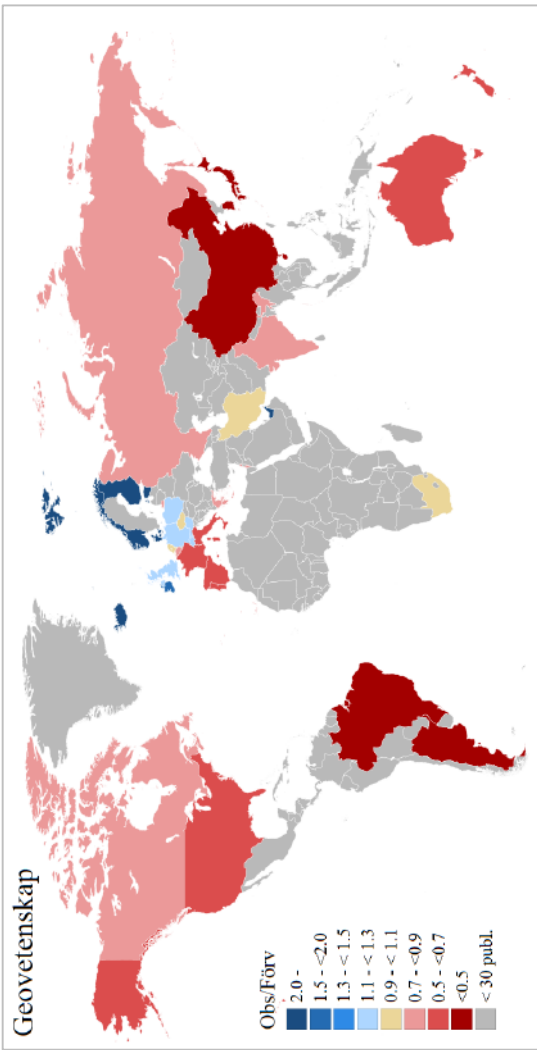 Geovetenskap
Obs/Förv
2.0 -
1.5 - <2.0
1.3 - < 1.5
1.1 - < 1.3
0.9 - < 1.1
0.7 - <0.9
0.5 - <0.7
<0.5
< 30 publ.